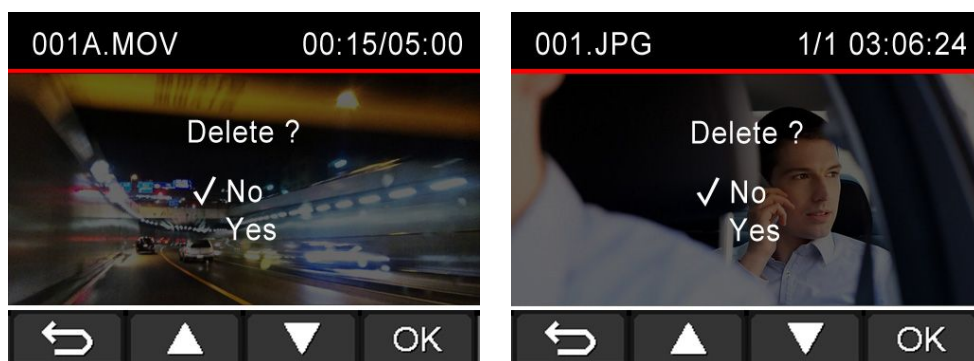 001A.MOV 00:15/05:00
Delete ?
✓ No
Yes
OK
001.JPG 1/1 03:06:24
Delete ?
✓ No
Yes
OK